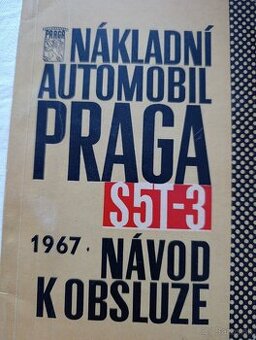 PRAGA
NÁKLADNÍ
AUTOMOBIL
PRAGA
S5T-3
1967. NÁVOD
K OBSLUZE